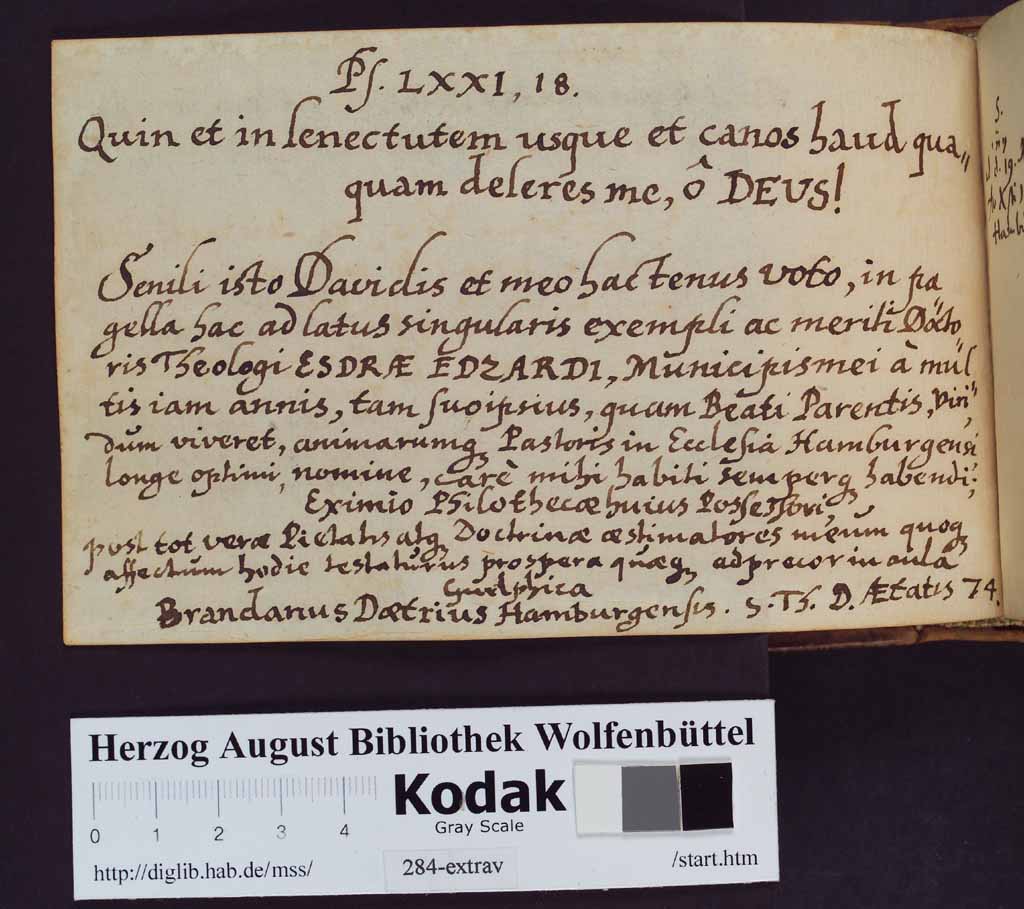 Ps. LXXI, 18.
Quin et in senectutem usque et canos haud qua„
quam deseres me, ô DEUS!
Senili isto Davidis et meo hactenus voto, in pa
gella hac ad latus singularis exempli ac meriti Docto„
ris Theologi ESDRÆ EDZARDI, Municipis mei à mul
tis iam annis, tam suoipsius, quam Beati Parentis, Viri,
dum viveret, animarumq Pastoris in Ecclesiâ Hamburgensi
longe optimi, nomine, carè mihi habiti semperq habendi;
Eximio Philothecæ huius Possessori,
post tot veræ Pietatis atq Doctrinæ æstimatores meum quoq
affectum hodie testaturus prospera quæq adprecor in aulâ
Guelphica
Brandanus Dætrius Hamburgensis. S. Th. D. Ætatis 74.
Herzog August Bibliothek Wolfenbüttel
0 1 2 3 4
Kodak
Gray Scale
http://diglib.hab.de/mss/
284-extrav
/start.htm